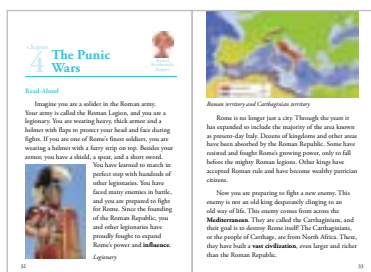 Chapter
4
The Punic
Wars
Read-Aloud
Imagine you are a soldier in the Roman army.
Your army is called the Roman Legion, and you are a
legionary. You are wearing heavy, thick armor and a
helmet with flaps to protect your head and face during
fights. If you are one of Rome's finest soldiers, you are
wearing a helmet with a furry strip on top. Besides your
armor, you have a shield, a spear, and a short sword.
You have learned to march in
perfect step with hundreds of
other legionaries. You have
faced many enemies in battle,
and you are prepared to fight
for Rome. Since the founding
of the Roman Republic, you
and other legionaries have
proudly fought to expand
Rome's power and influence.
Legionary
32
Roman territory and Carthaginian territory
Rome is no longer just a city. Through the years it
has expanded to include the majority of the area known
as present-day Italy. Dozens of kingdoms and other areas
have been absorbed by the Roman Republic. Some have
resisted and fought Rome's growing power, only to fall
before the mighty Roman legions. Other kings have
accepted Roman rule and have become wealthy patrician
citizens.
Now you are preparing to fight a new enemy. This
enemy is not an old king desperately clinging to an
old way of life. This enemy comes from across the
Mediterranean. They are called the Carthaginians, and
their goal is to destroy Rome itself! The Carthaginians,
or the people of Carthage, are from North Africa. There,
they have built a vast civilization, even larger and richer
than the Roman Republic.
33